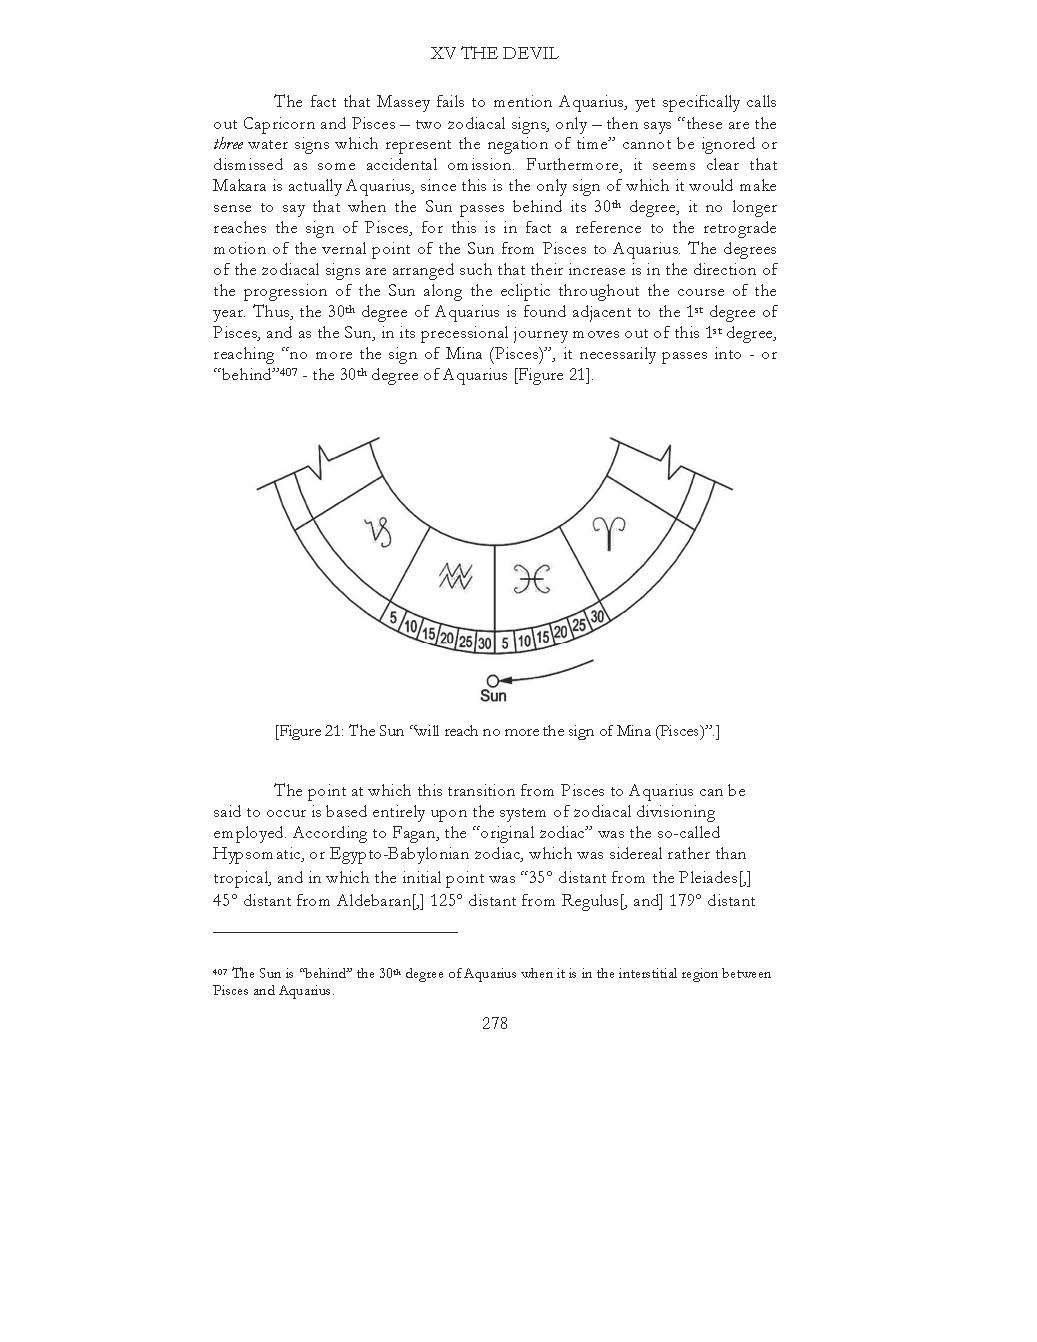 XV THE DEVIL
The fact that Massey fails to mention Aquarius, yet specifically calls
out Capricorn and Pisces – two zodiacal signs, only – then says “these are the
three water signs which represent the negation of time” cannot be ignored or
dismissed as some accidental omission. Furthermore, it seems clear that
Makara is actually Aquarius, since this is the only sign of which it would make
sense to say that when the Sun passes behind its 30th degree, it no longer
reaches the sign of Pisces, for this is in fact a reference to the retrograde
motion of the vernal point of the Sun from Pisces to Aquarius. The degrees
of the zodiacal signs are arranged such that their increase is in the direction of
the progression of the Sun along the ecliptic throughout the course of the
year. Thus, the 30th degree of Aquarius is found adjacent to the 1st degree of
Pisces, and as the Sun, in its precessional journey moves out of this 1st degree,
reaching “no more the sign of Mina (Pisces)”, it necessarily passes into - or
“behind”407 - the 30th degree of Aquarius [Figure 21].
♑ ♒ ♓ ♈
5 10 15 20 25 30 5 10 15 20 25 30
Sun
[Figure 21: The Sun “will reach no more the sign of Mina (Pisces)”.]
The point at which this transition from Pisces to Aquarius can be
said to occur is based entirely upon the system of zodiacal divisioning
employed. According to Fagan, the “original zodiac” was the so-called
Hypsomatic, or Egypto-Babylonian zodiac, which was sidereal rather than
tropical, and in which the initial point was “35° distant from the Pleiades[,]
45° distant from Aldebaran[,] 125° distant from Regulus[, and] 179° distant
407 The Sun is “behind” the 30th degree of Aquarius when it is in the interstitial region between
Pisces and Aquarius.
278